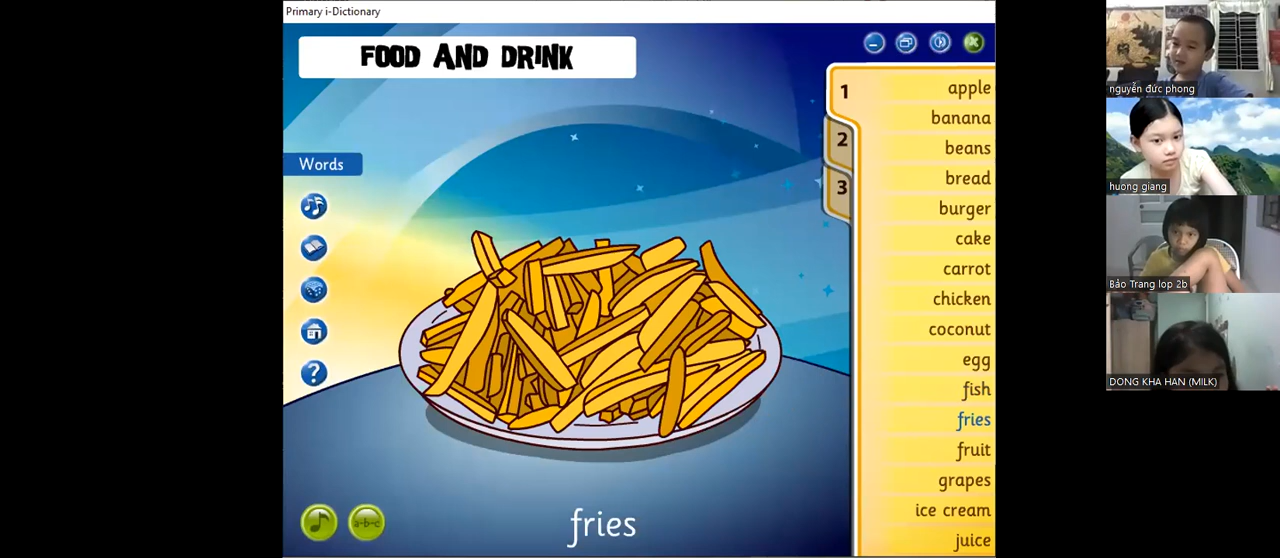 Primary i-Dictionary
FOOD AND DRINK
Words
?
a-b-c
fries
1
2
3
apple
banana
beans
bread
burger
cake
carrot
chicken
coconut
egg
fish
fries
fruit
grapes
ice cream
juice
nguyễn đức phong
huong giang
Bảo Trang lop 2b
DONG KHA HAN (MILK)